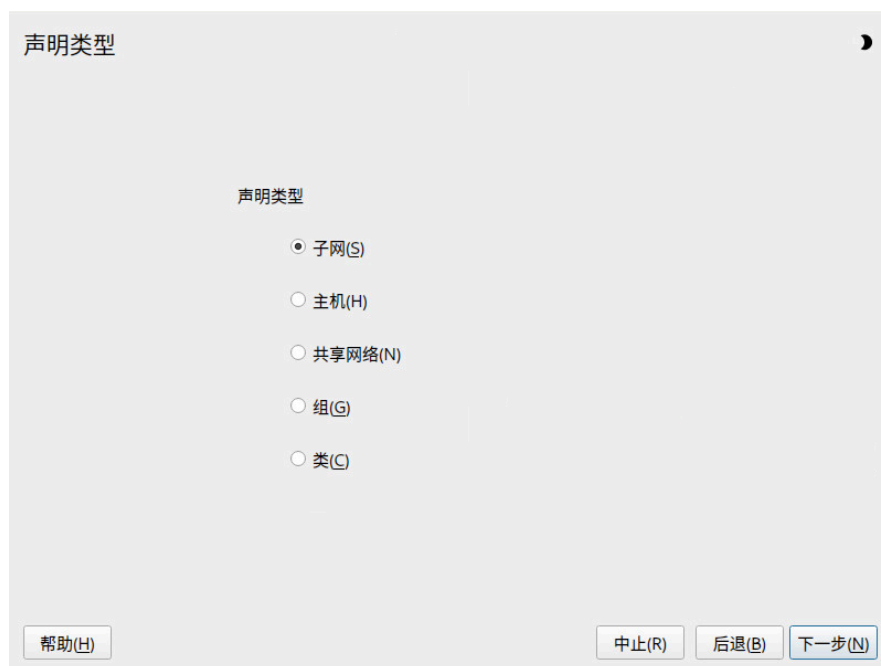 声明类型
声明类型
子网(S)
主机(H)
共享网络(N)
组(G)
类(C)
帮助(H) 中止(R) 后退(B) 下一步(N)